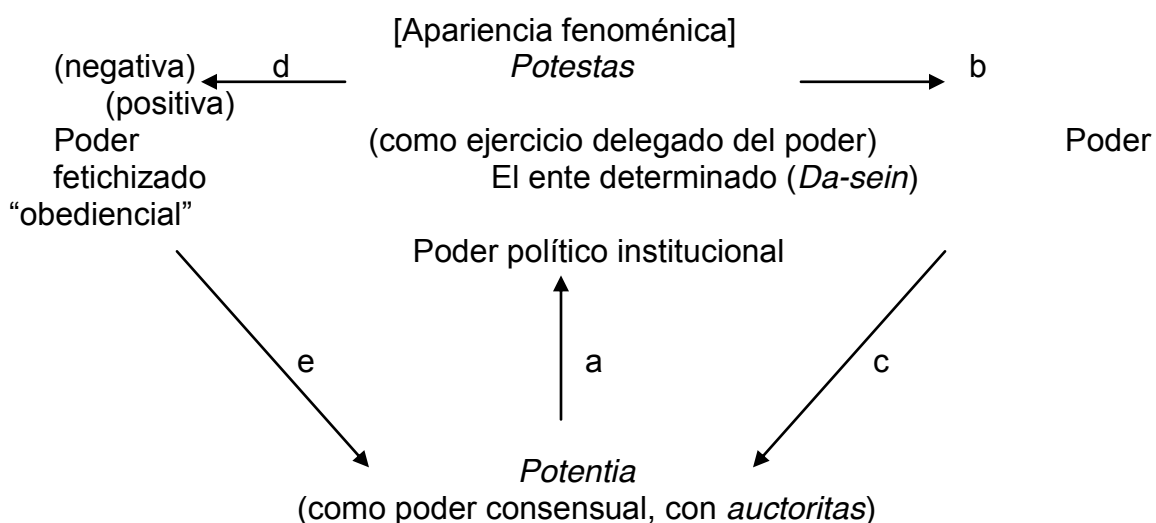 [Apariencia fenoménica]
(negativa) d Potestas b
(positiva)
Poder (como ejercicio delegado del poder) Poder
fetichizado El ente determinado (Da-sein)
“obediencial”
Poder político institucional
e a c
Potentia
(como poder consensual, con auctoritas)